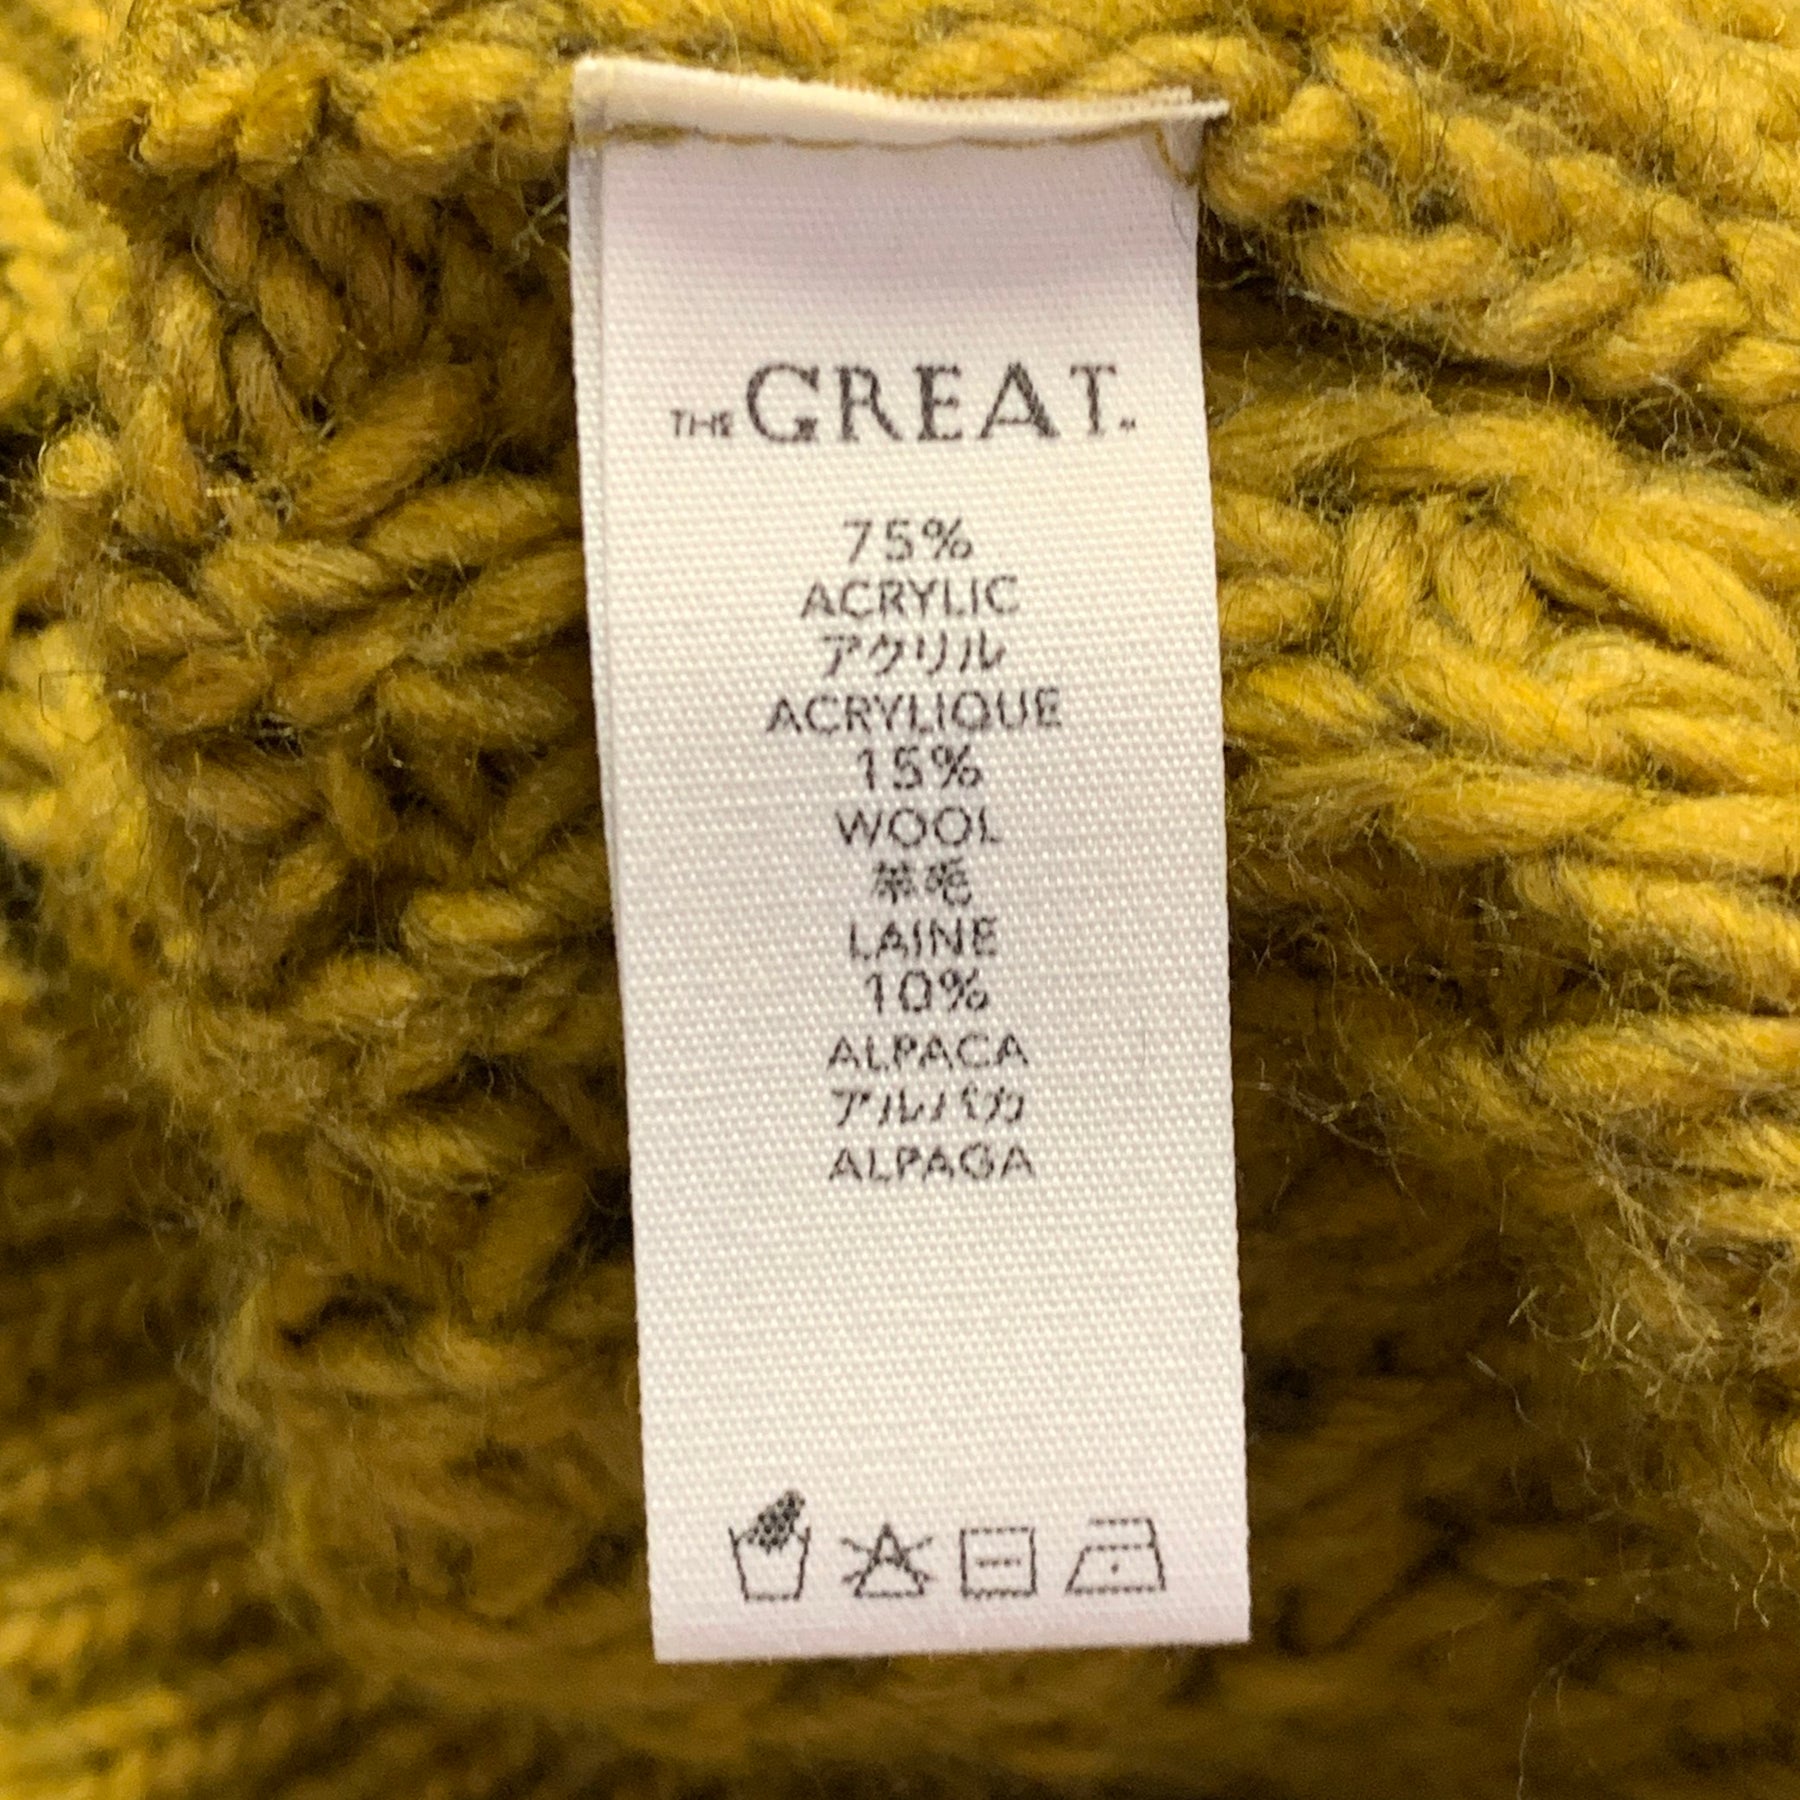 THE GREAT.
75%
ACRYLIC
アクリル
ACRYLIQUE
15%
WOOL
羊毛
LAINE
10%
ALPACA
アルパカ
ALPAGA